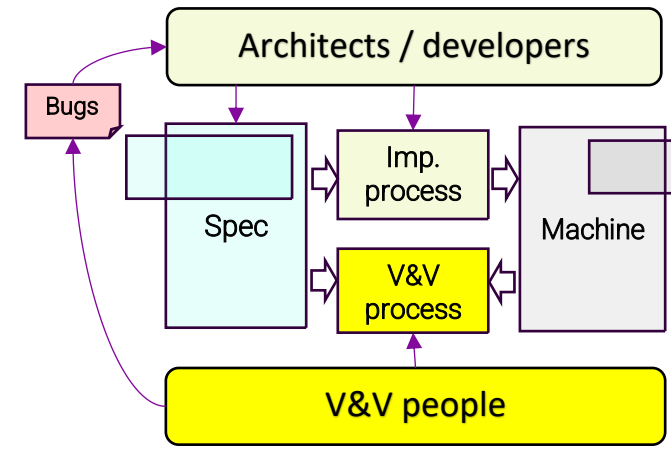 Architects / developers
Bugs
Imp.
process
Spec
Machine
V&V
process
V&V people